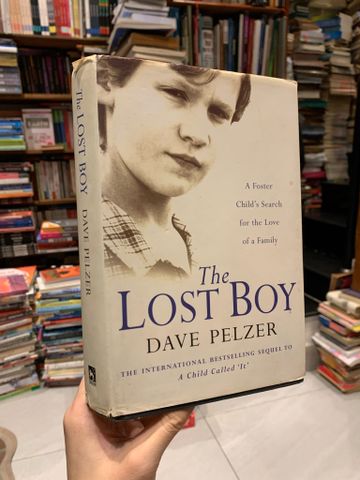 The LOST BOY
DAVE PELZER
A Foster
Child's Search
for the Love
of a Family
The
LOST BOY
DAVE PELZER
THE INTERNATIONAL BESTSELLING SEQUEL TO
A Child Called 'It'